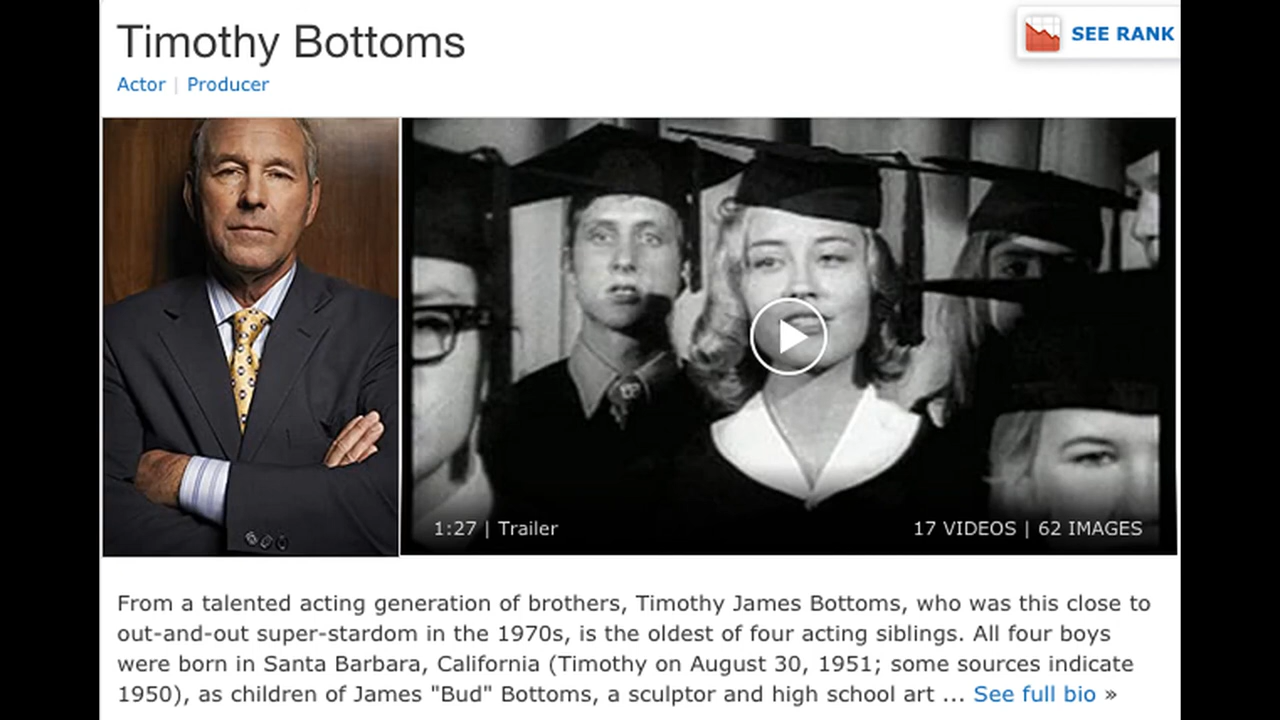 Timothy Bottoms
SEE RANK
Actor | Producer
1:27 | Trailer
17 VIDEOS | 62 IMAGES
From a talented acting generation of brothers, Timothy James Bottoms, who was this close to
out-and-out super-stardom in the 1970s, is the oldest of four acting siblings. All four boys
were born in Santa Barbara, California (Timothy on August 30, 1951; some sources indicate
1950), as children of James "Bud" Bottoms, a sculptor and high school art ... See full bio »